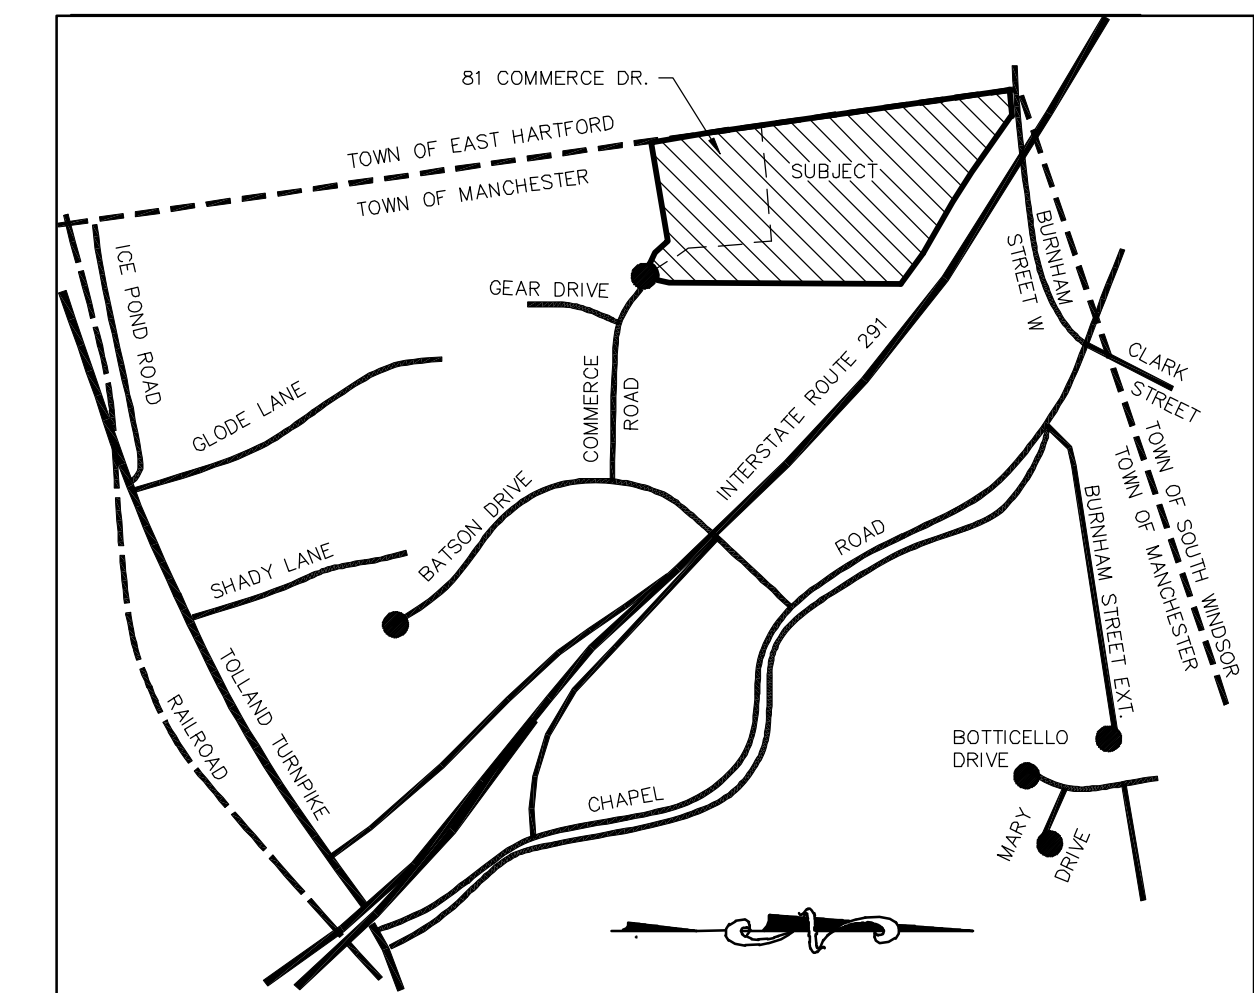 81 COMMERCE DR.
TOWN OF EAST HARTFORD
TOWN OF MANCHESTER
SUBJECT
ICE POND ROAD
GEAR DRIVE
BURNHAM
STREET W
GLODE LANE
COMMERCE
ROAD
INTERSTATE ROUTE 291
CLARK
STREET
TOWN OF SOUTH WINDSOR
TOWN OF MANCHESTER
BATSON DRIVE
SHADY LANE
ROAD
BURNHAM STREET EXT.
TOLLAND TURNPIKE
RAILROAD
BOTTICELLO
DRIVE
CHAPEL
MARY
DRIVE